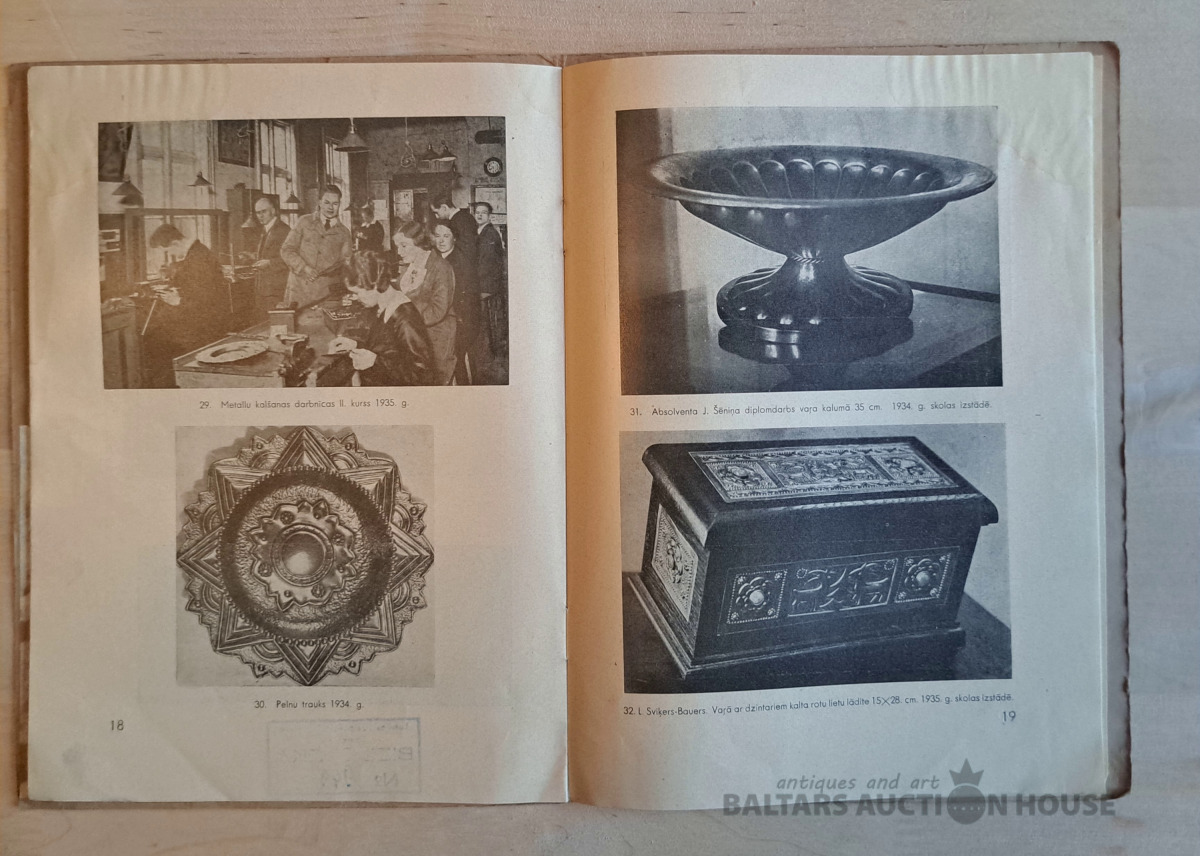 29. Metallu kalšanas darbnīcas II. kurss 1935. g.
30. Pelnu trauks 1934. g.
18
31. Absolventa J. Šēniņa diplomdarbs vaŗa kalumā 35 cm. 1934. g. skolas izstādē.
32. L. Sviķers-Bauers. Vaŗā ar dzintariem kalta rotu lietu lādīte 15×28. cm. 1935. g. skolas izstādē.
19
antiques and art
BALTARS AUCTION HOUSE